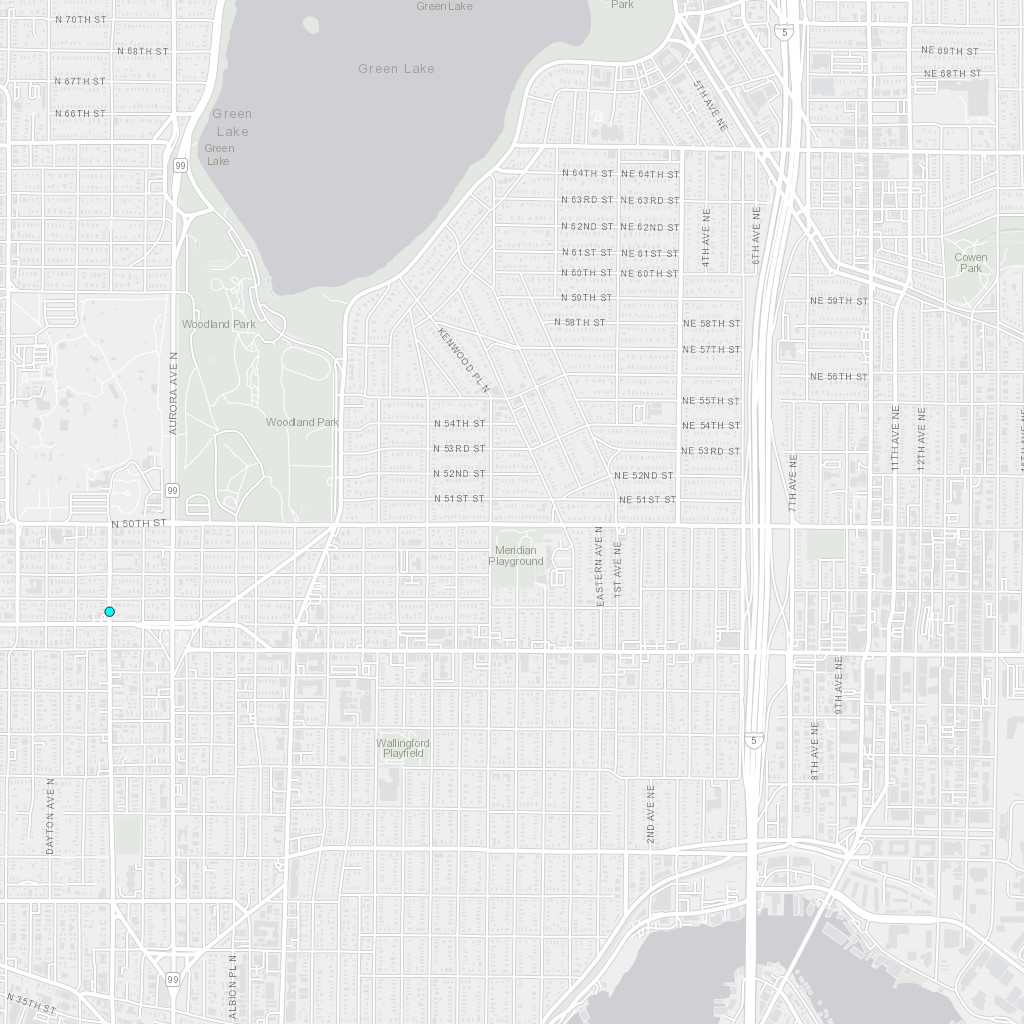 N 70TH ST
Green Lake
Park
5
N 68TH ST
NE 69TH ST
Green Lake
N 67TH ST
NE 68TH ST
5TH AVE NE
N 66TH ST
Green
Lake
Green
Lake
99
N 64TH ST
NE 64TH ST
N 63RD ST
NE 63RD ST
N 62ND ST
NE 62ND ST
4TH AVE NE
6TH AVE NE
N 61ST ST
NE 61ST ST
Cowen
Park
N 60TH ST
NE 60TH ST
N 59TH ST
NE 59TH ST
Woodland Park
N 58TH ST
NE 58TH ST
KENWOOD PL N
NE 57TH ST
AURORA AVE N
NE 56TH ST
NE 55TH ST
Woodland Park
N 54TH ST
NE 54TH ST
11TH AVE NE
12TH AVE NE
N 53RD ST
NE 53RD ST
N 52ND ST
NE 52ND ST
7TH AVE NE
99
N 51ST ST
NE 51ST ST
N 50TH ST
Meridian
Playground
EASTERN AVE N
1ST AVE NE
9TH AVE NE
Wallingford
Playfield
5
8TH AVE NE
DAYTON AVE N
2ND AVE NE
99
ALBION PL N
N 35TH ST